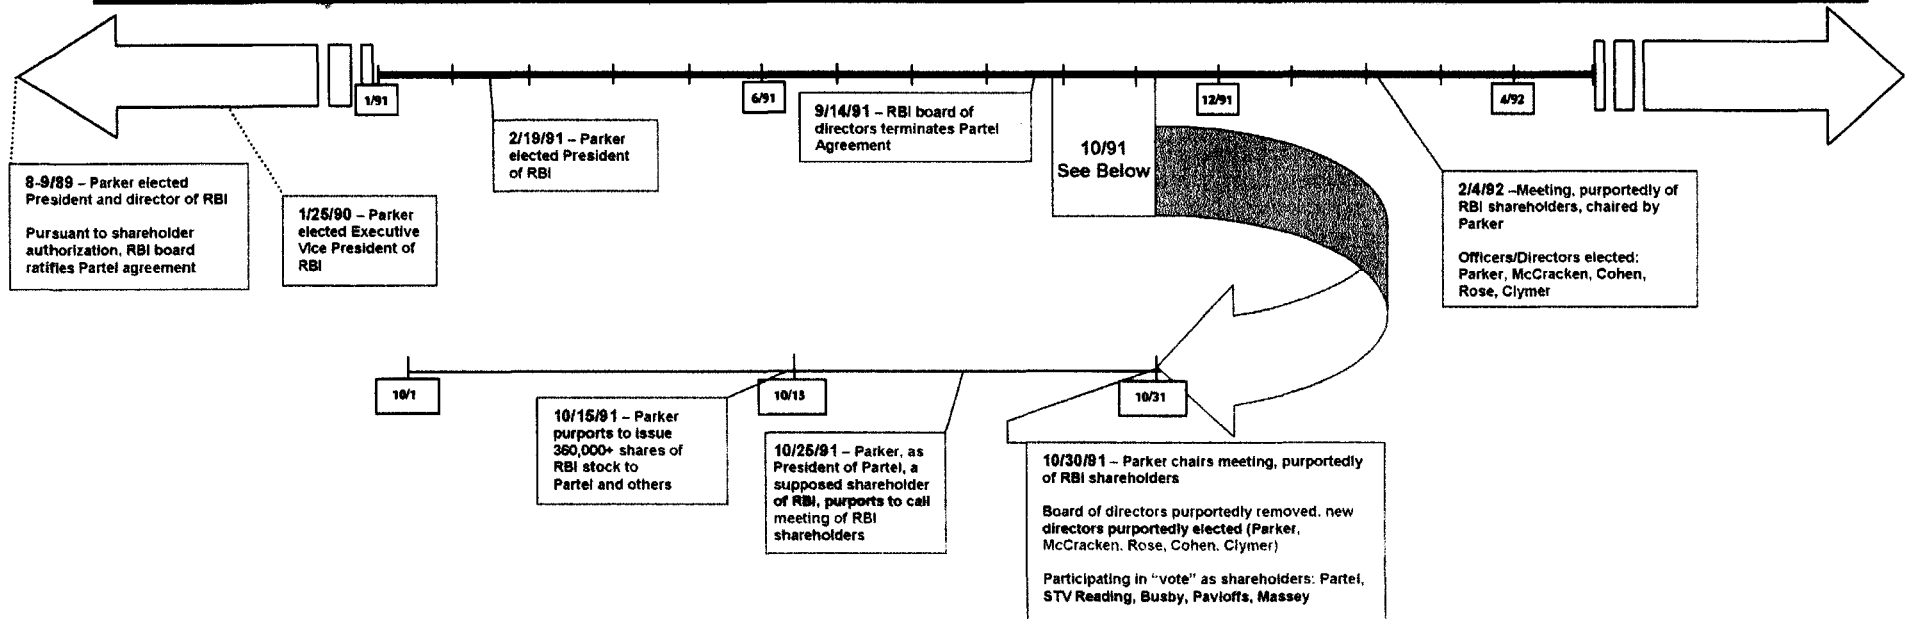 1/91
6/91
12/91
4/92
8-9/89 – Parker elected
President and director of RBI
Pursuant to shareholder
authorization, RBI board
ratifies Partel agreement
1/25/90 – Parker
elected Executive
Vice President of
RBI
2/19/91 – Parker
elected President
of RBI
9/14/91 – RBI board of
directors terminates Partel
Agreement
10/91
See Below
2/4/92 –Meeting, purportedly of
RBI shareholders, chaired by
Parker
Officers/Directors elected:
Parker, McCracken, Cohen,
Rose, Clymer
10/1
10/15
10/31
10/15/91 – Parker
purports to issue
360,000+ shares of
RBI stock to
Partel and others
10/25/91 – Parker, as
President of Partel, a
supposed shareholder
of RBI, purports to call
meeting of RBI
shareholders
10/30/91 – Parker chairs meeting, purportedly
of RBI shareholders
Board of directors purportedly removed, new
directors purportedly elected (Parker,
McCracken, Rose, Cohen, Clymer)
Participating in "vote" as shareholders: Partel,
STV Reading, Busby, Pavloffs, Massey